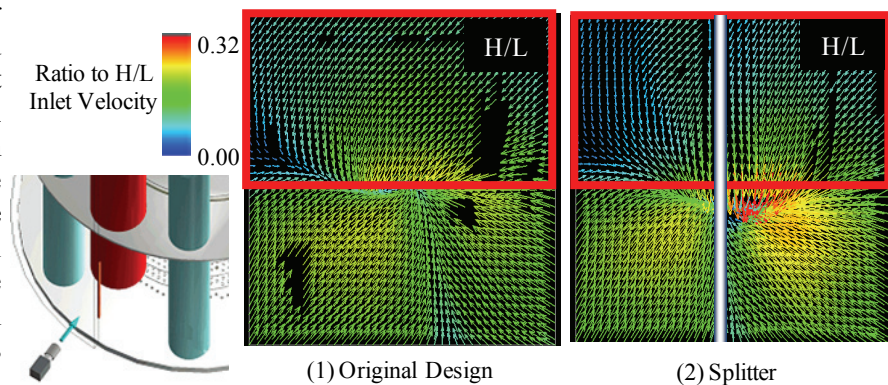 Ratio to H/L
Inlet Velocity
0.32
0.00
H/L
H/L
(1) Original Design
(2) Splitter